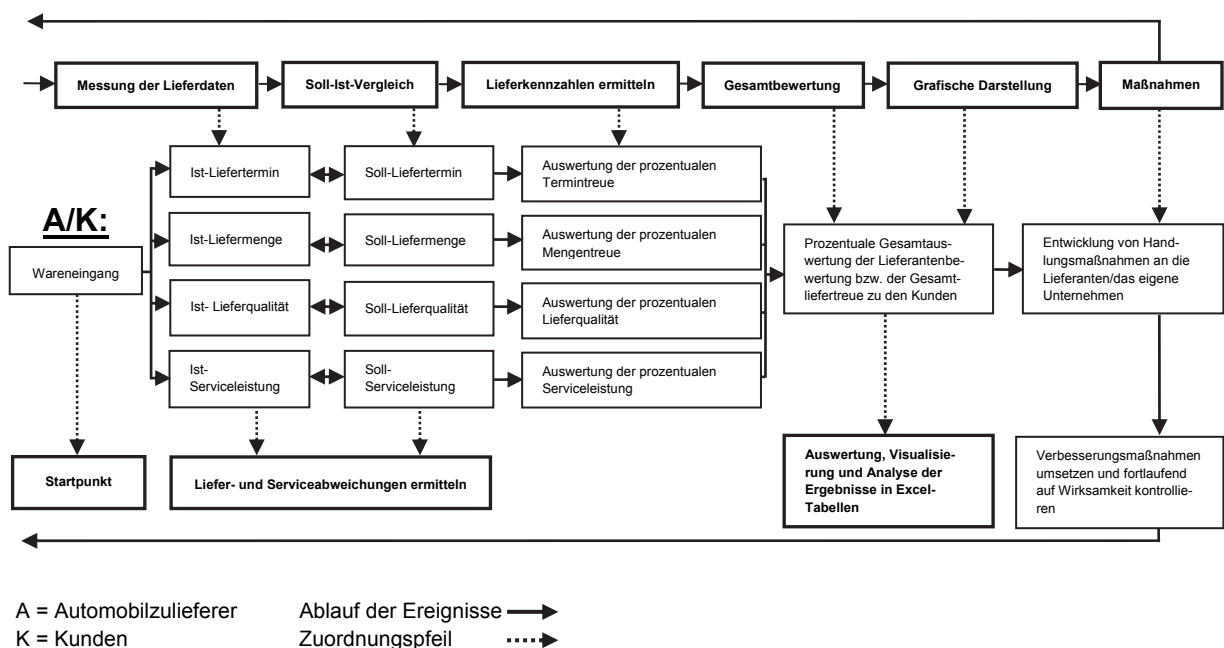 Messung der Lieferdaten
Soll-Ist-Vergleich
Lieferkennzahlen ermitteln
Gesamtbewertung
Grafische Darstellung
Maßnahmen
A/K:
Wareneingang
Ist-Liefertermin
Soll-Liefertermin
Auswertung der prozentualen
Termintreue
Ist-Liefermenge
Soll-Liefermenge
Auswertung der prozentualen
Mengentreue
Ist- Lieferqualität
Soll-Lieferqualität
Auswertung der prozentualen
Lieferqualität
Ist-
Serviceleistung
Soll-
Serviceleistung
Auswertung der prozentualen
Serviceleistung
Prozentuale Gesamtaus-
wertung der Lieferantenbe-
wertung bzw. der Gesamt-
liefertreue zu den Kunden
Entwicklung von Hand-
lungsmaßnahmen an die
Lieferanten/das eigene
Unternehmen
Startpunkt
Liefer- und Serviceabweichungen ermitteln
Auswertung, Visualisie-
rung und Analyse der
Ergebnisse in Excel-
Tabellen
Verbesserungsmaßnahmen
umsetzen und fortlaufend
auf Wirksamkeit kontrollie-
ren
A = Automobilzulieferer
K = Kunden
Ablauf der Ereignisse
Zuordnungspfeil